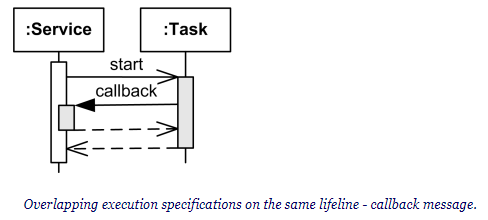 :Service
:Task
start
callback
Overlapping execution specifications on the same lifeline - callback message.